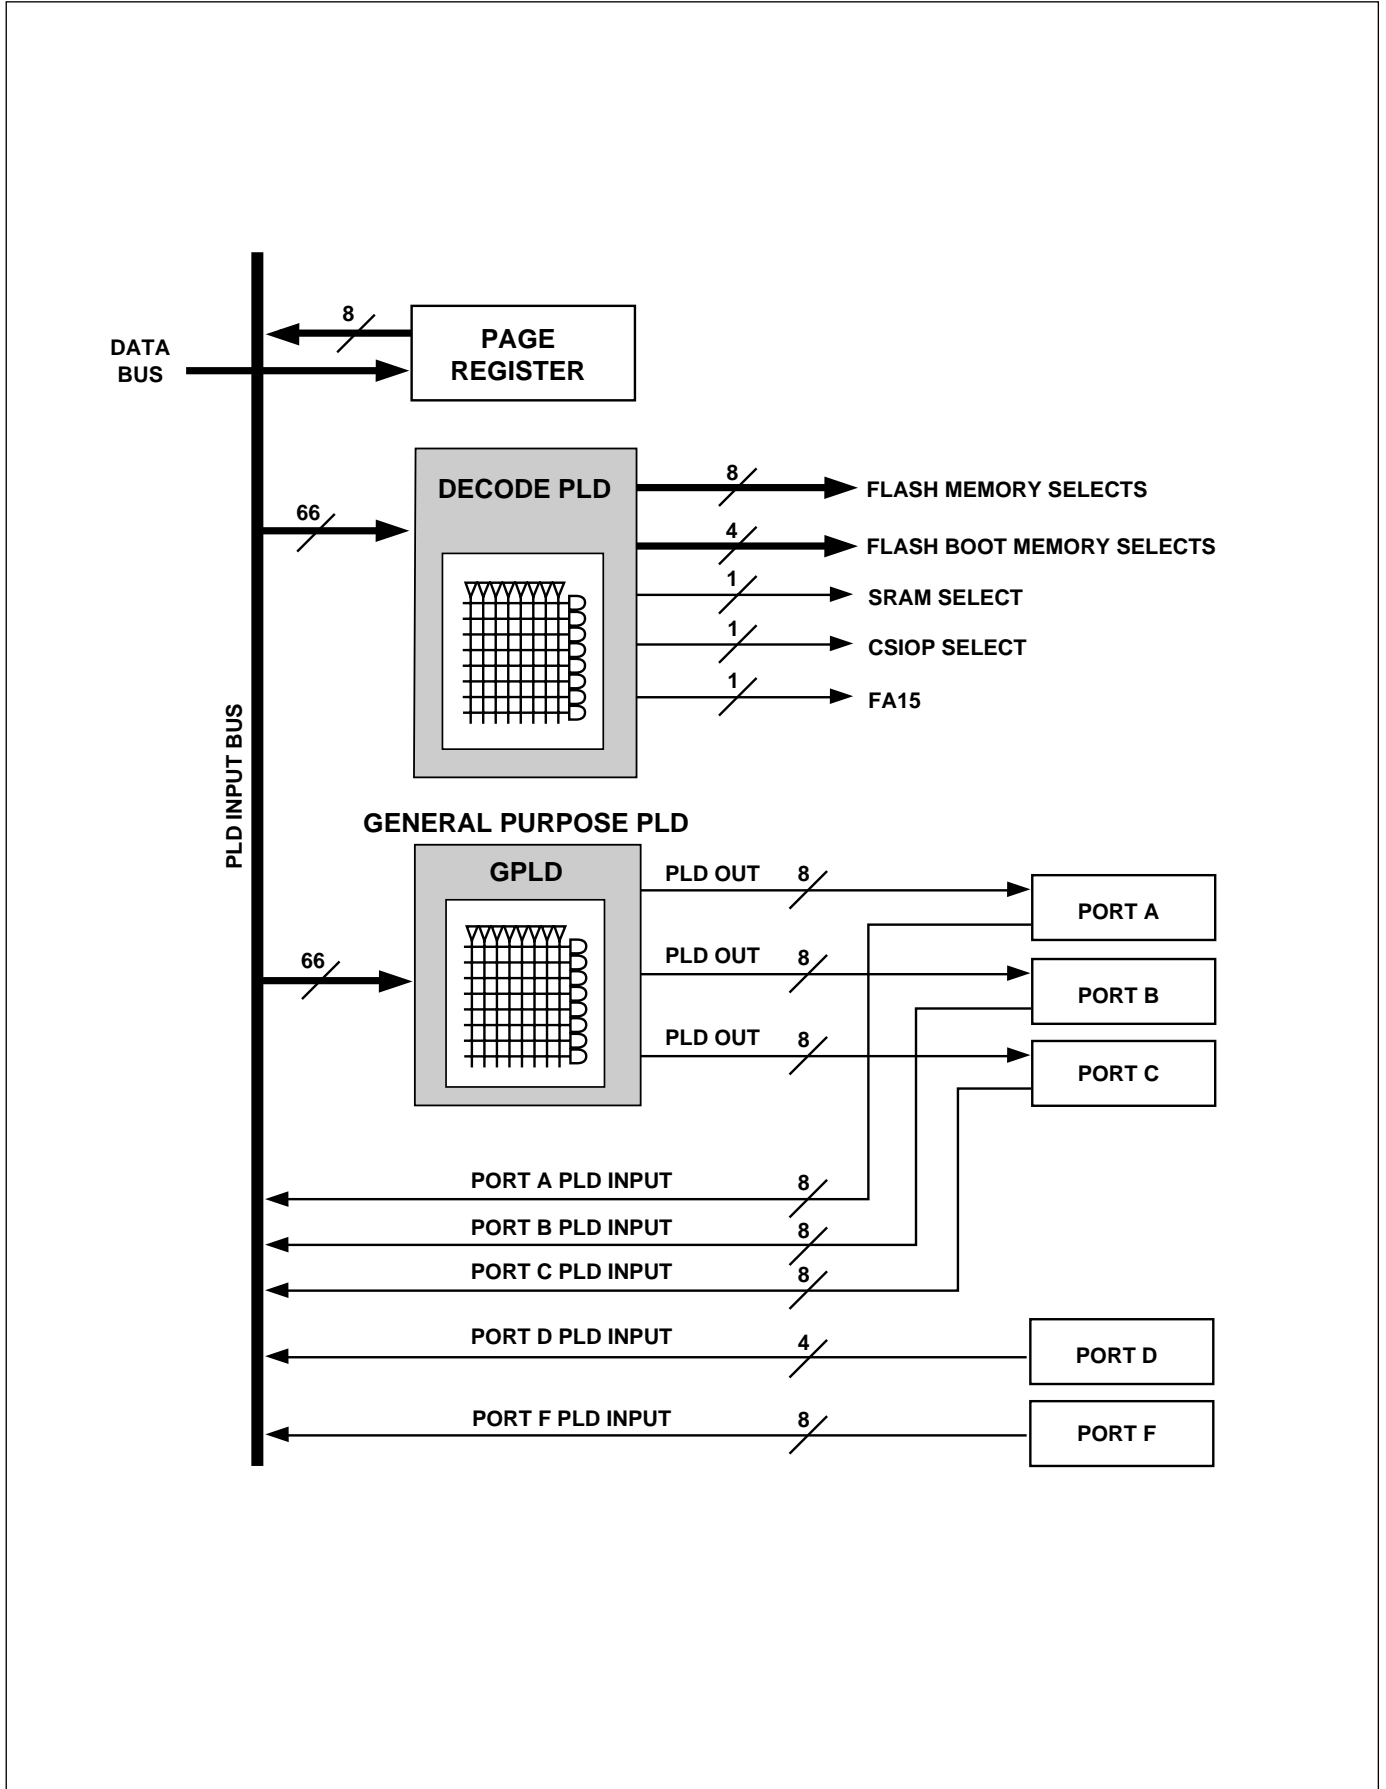 8
DATA
BUS
PAGE
REGISTER
DECODE PLD
66
8
FLASH MEMORY SELECTS
4
FLASH BOOT MEMORY SELECTS
1
SRAM SELECT
1
CSIOP SELECT
1
FA15
PLD INPUT BUS
GENERAL PURPOSE PLD
GPLD
66
PLD OUT 8
PORT A
PLD OUT 8
PORT B
PLD OUT 8
PORT C
PORT A PLD INPUT 8
PORT B PLD INPUT 8
PORT C PLD INPUT 8
PORT D PLD INPUT 4
PORT D
PORT F PLD INPUT 8
PORT F